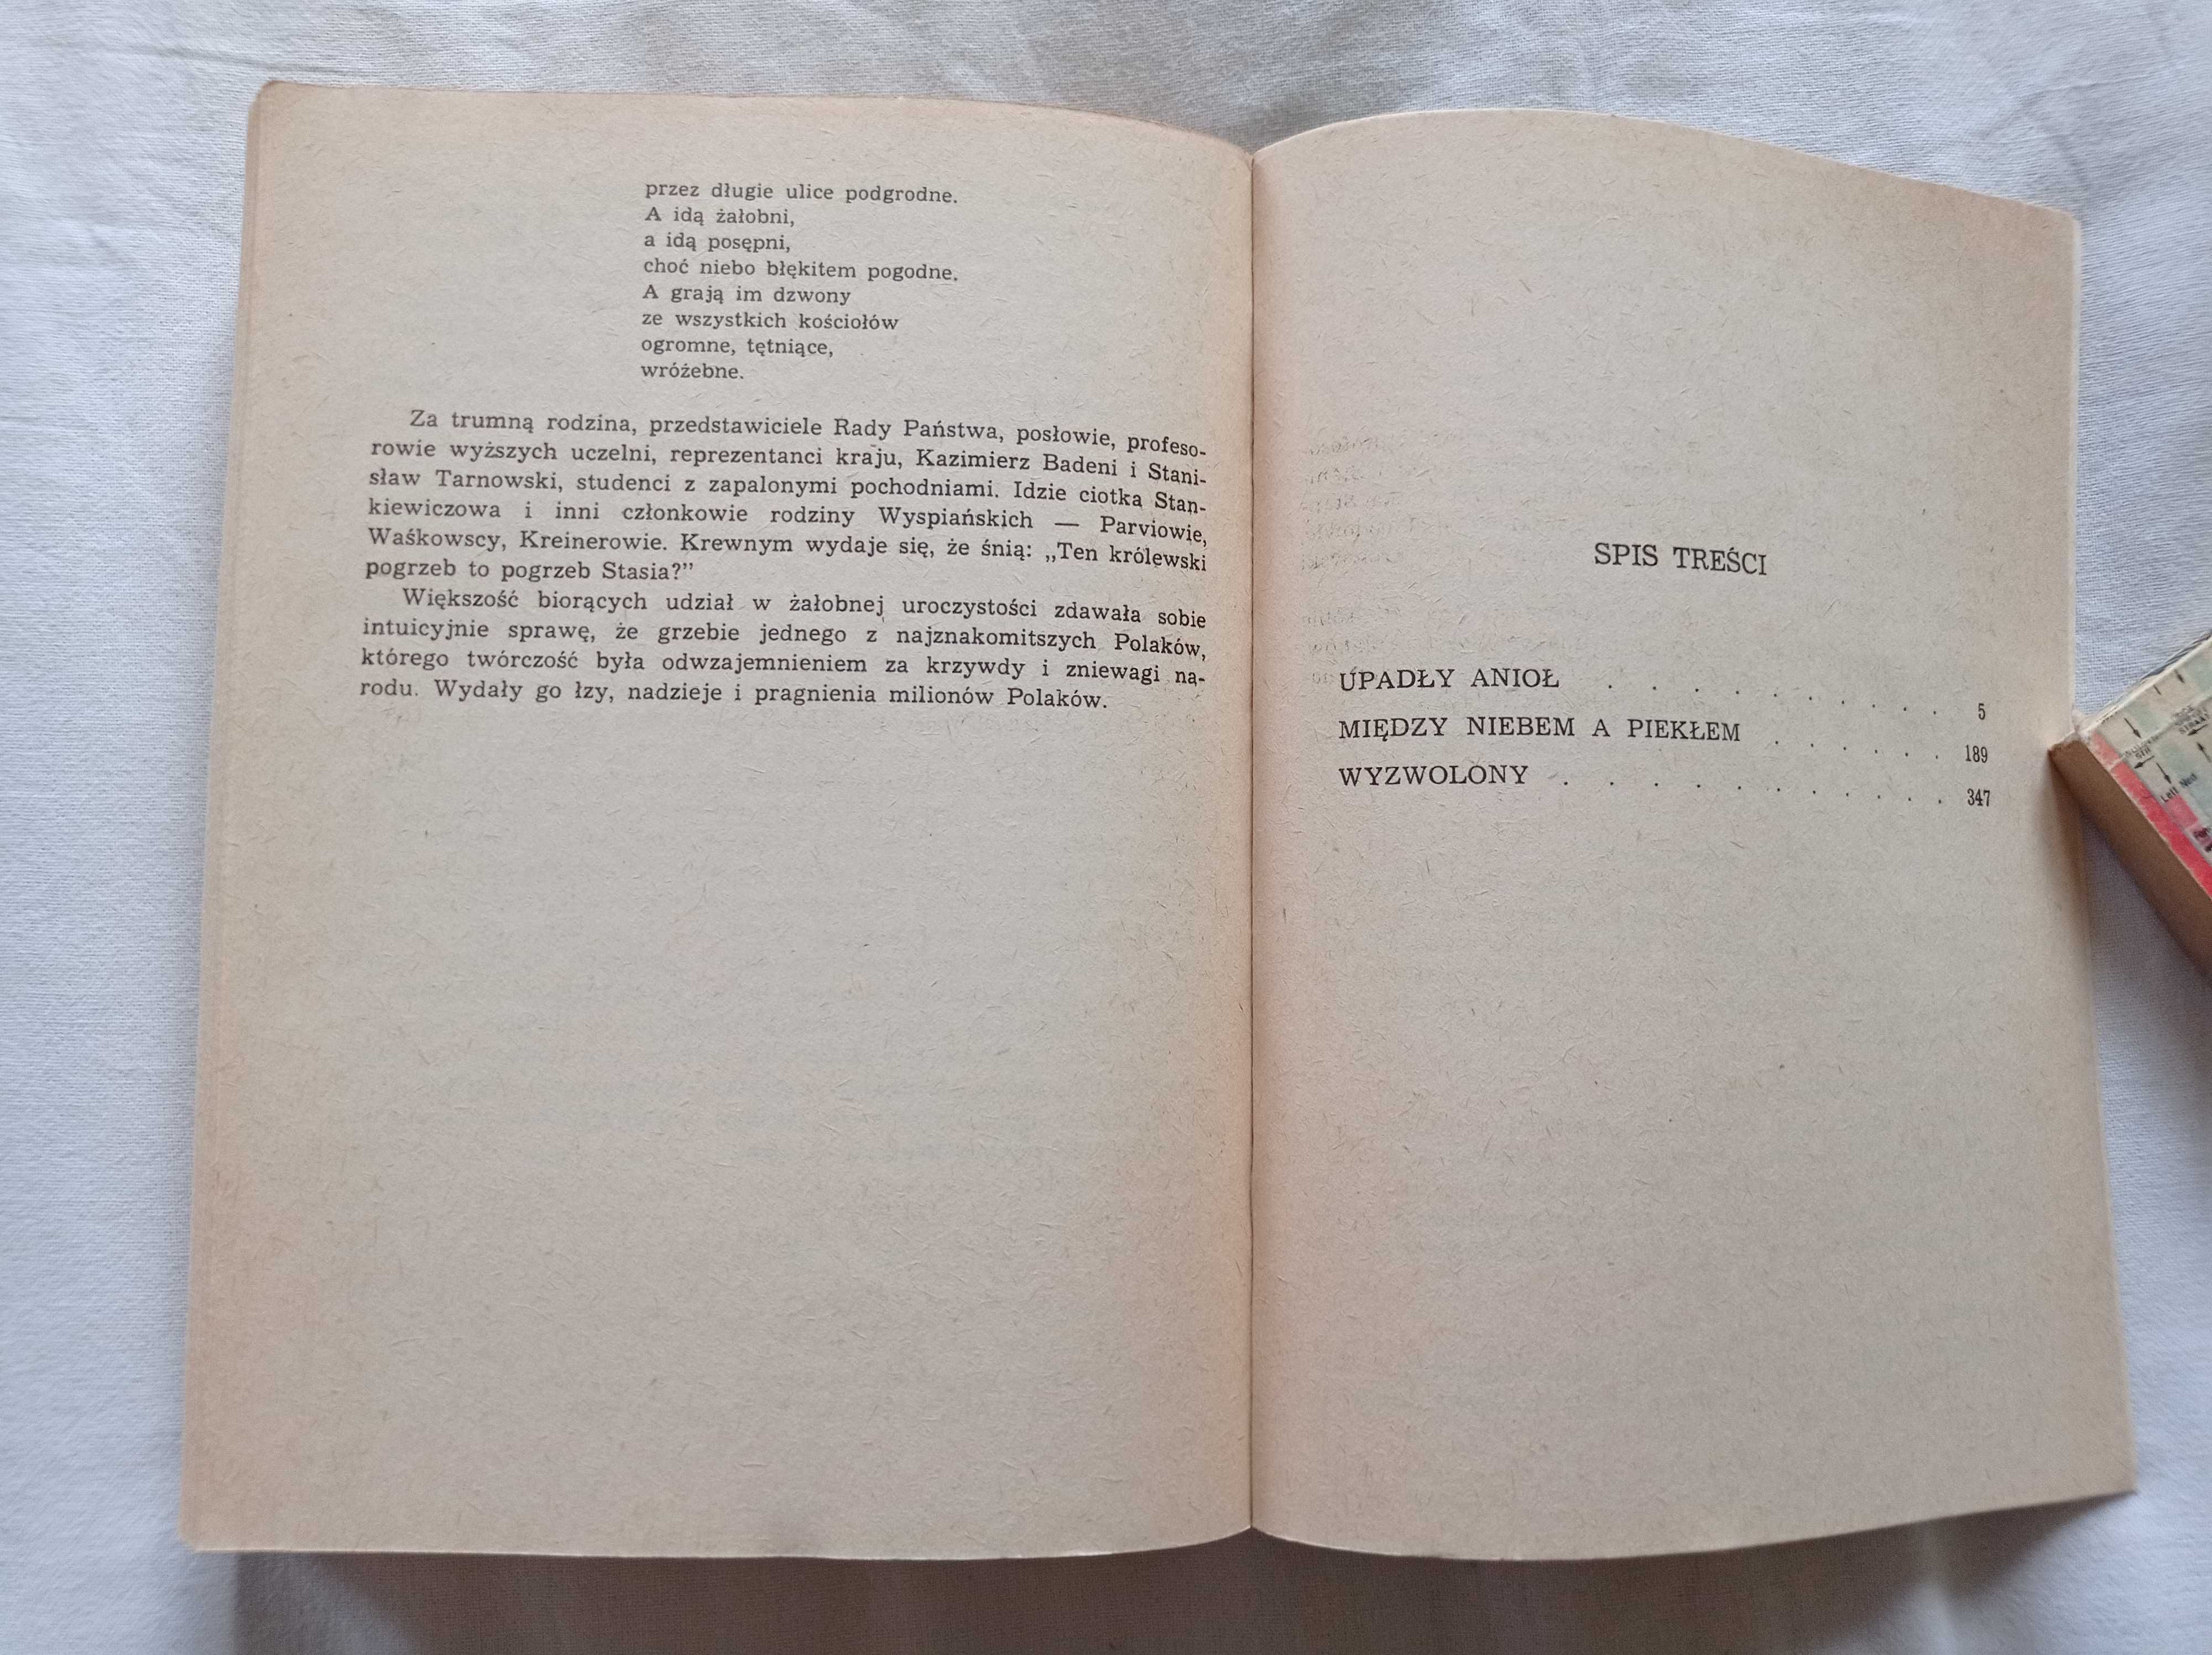 przez długie ulice podgrodne.
A idą żałobni,
a idą posępni,
choć niebo błękitem pogodne.
A grają im dzwony
ze wszystkich kościołów
ogromne, tętniące,
wróżebne.
Za trumną rodzina, przedstawiciele Rady Państwa, posłowie, profeso-
rowie wyższych uczelni, reprezentanci kraju, Kazimierz Badeni i Stani-
sław Tarnowski, studenci z zapalonymi pochodniami. Idzie ciotka Stan-
kiewiczowa i inni członkowie rodziny Wyspiańskich — Parviowie,
Waśkowscy, Kreinerowie. Krewnym wydaje się, że śnią: „Ten królewski
pogrzeb to pogrzeb Stasia?”
Większość biorących udział w żałobnej uroczystości zdawała sobie
intuicyjnie sprawę, że grzebie jednego z najznakomitszych Polaków,
którego twórczość była odwzajemnieniem za krzywdy i zniewagi na-
rodu. Wydały go łzy, nadzieje i pragnienia milionów Polaków.
SPIS TREŚCI
UPADŁY ANIOŁ . . . . . . . . . 5
MIĘDZY NIEBEM A PIEKŁEM . . . . . 189
WYZWOLONY . . . . . . . . . . 347
Left